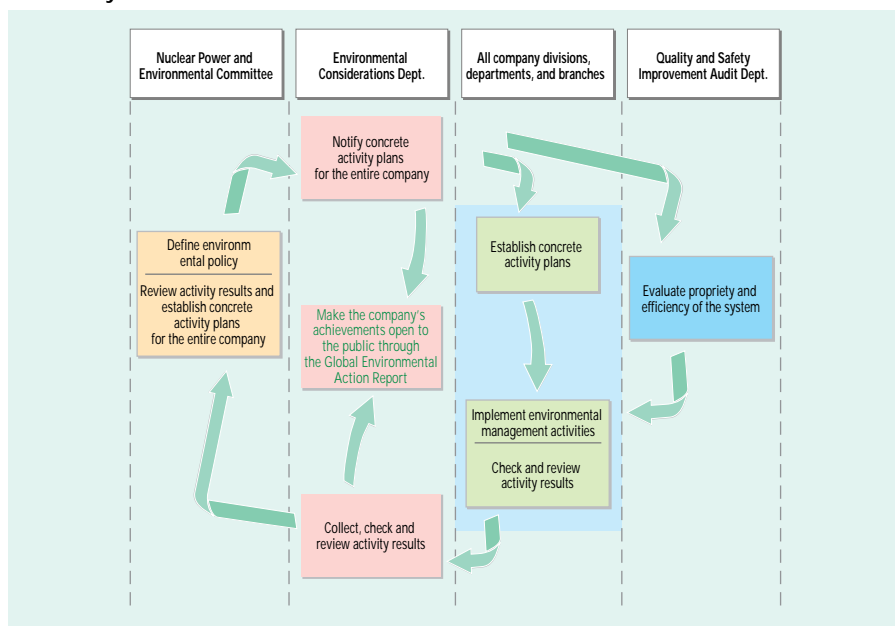 Nuclear Power and
Environmental Committee
Environmental
Considerations Dept.
All company divisions,
departments, and branches
Quality and Safety
Improvement Audit Dept.
Notify concrete
activity plans
for the entire company
Define environm
ental policy
Review activity results and
establish concrete
activity plans
for the entire company
Establish concrete
activity plans
Evaluate propriety and
efficiency of the system
Make the company's
achievements open to
the public through
the Global Environmental
Action Report
Implement environmental
management activities
Check and review
activity results
Collect, check and
review activity results